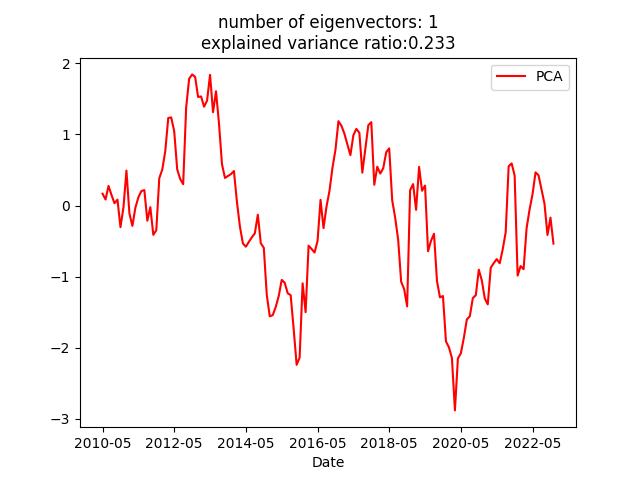 number of eigenvectors: 1
explained variance ratio:0.233
PCA
2
1
0
−1
−2
−3
2010-05 2012-05 2014-05 2016-05 2018-05 2020-05 2022-05
Date